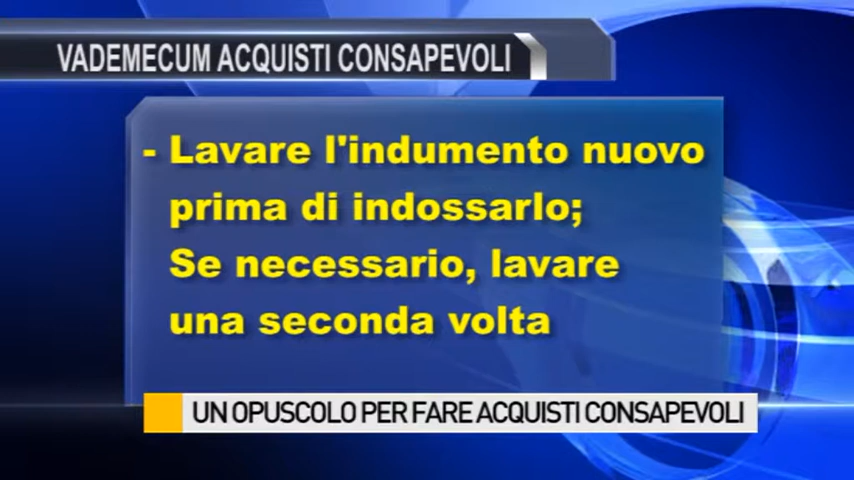 VADEMECUM ACQUISTI CONSAPEVOLI
- Lavare l'indumento nuovo
prima di indossarlo;
Se necessario, lavare
una seconda volta
UN OPUSCOLO PER FARE ACQUISTI CONSAPEVOLI